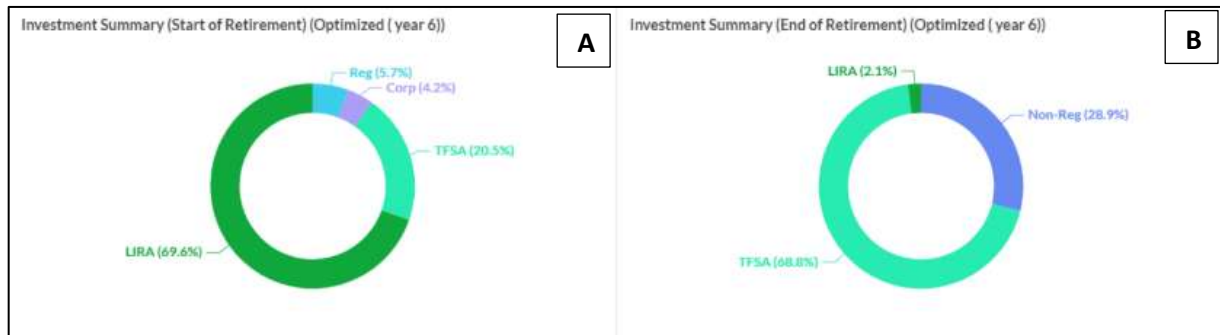 Investment Summary (Start of Retirement) (Optimized ( year 6))
A
Reg (5.7%)
Corp (4.2%)
TFSA (20.5%)
LIRA (69.6%)
Investment Summary (End of Retirement) (Optimized ( year 6))
B
LIRA (2.1%)
Non-Reg (28.9%)
TFSA (68.8%)